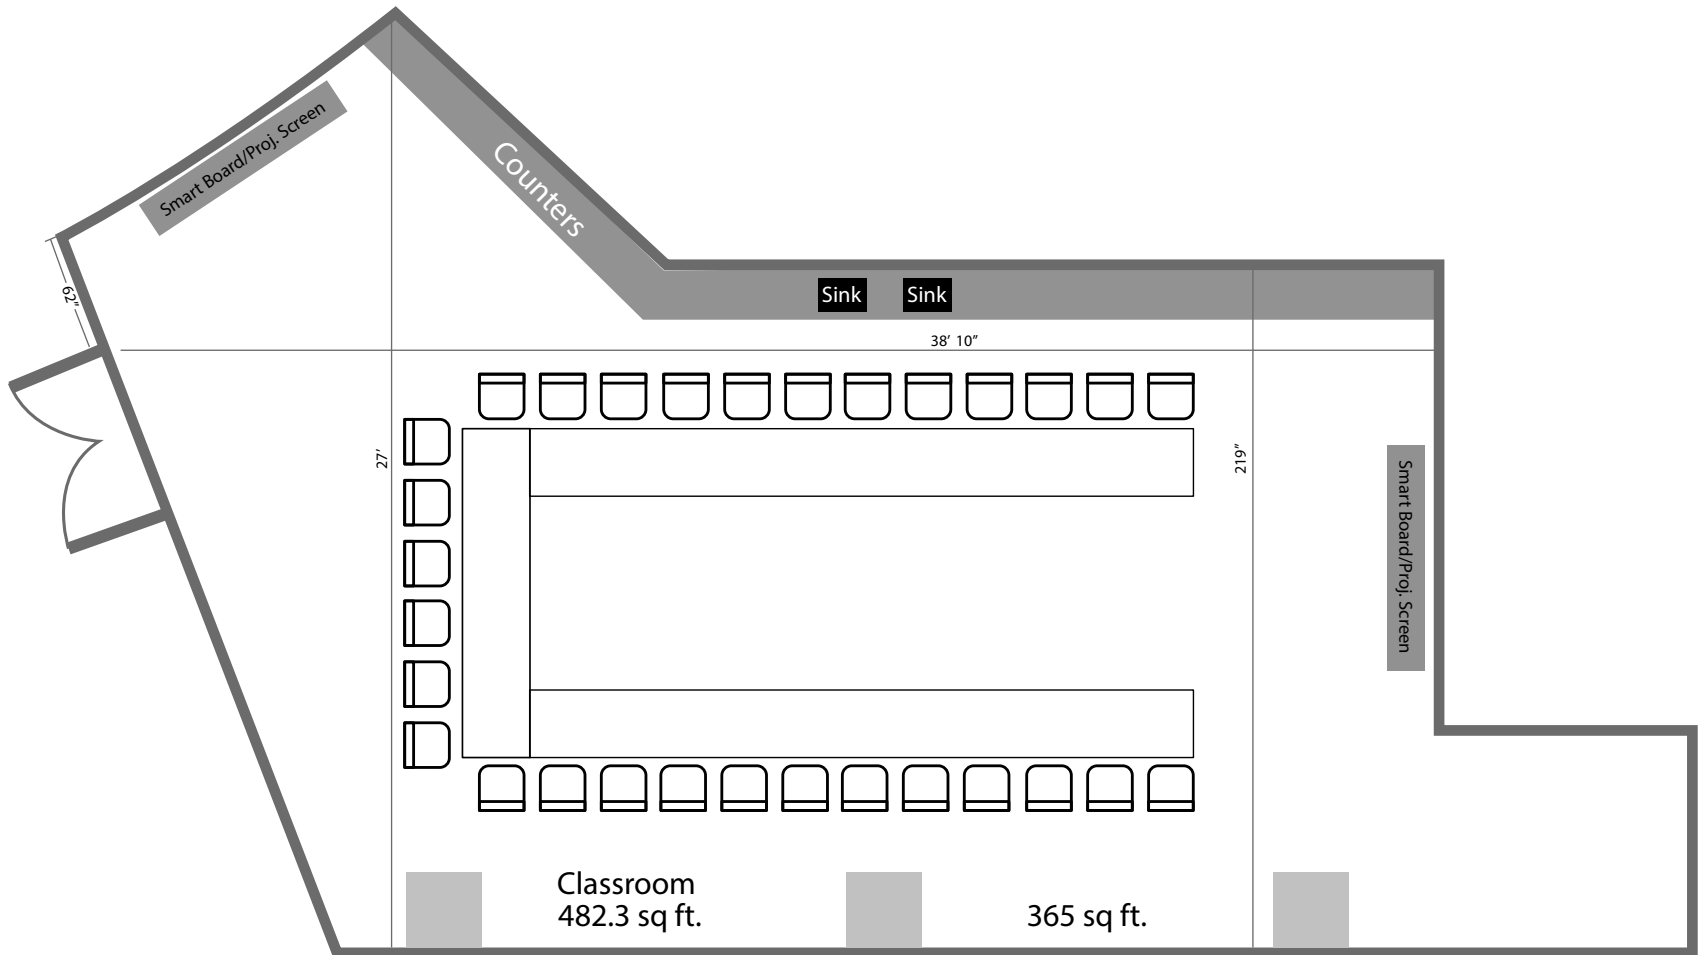 Smart Board/Proj. Screen
Counters
62”
Sink
Sink
38’ 10”
27’
219”
Smart Board/Proj. Screen
Classroom
482.3 sq ft.
365 sq ft.